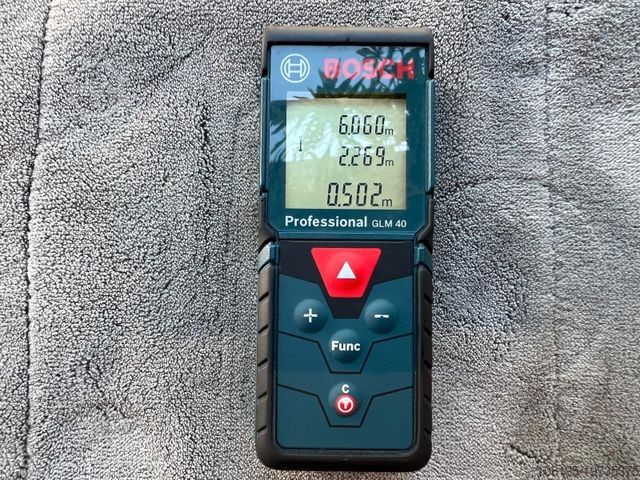 BOSCH
6.060m
2.269m
0.502m
Professional GLM 40
+
−
Func
C